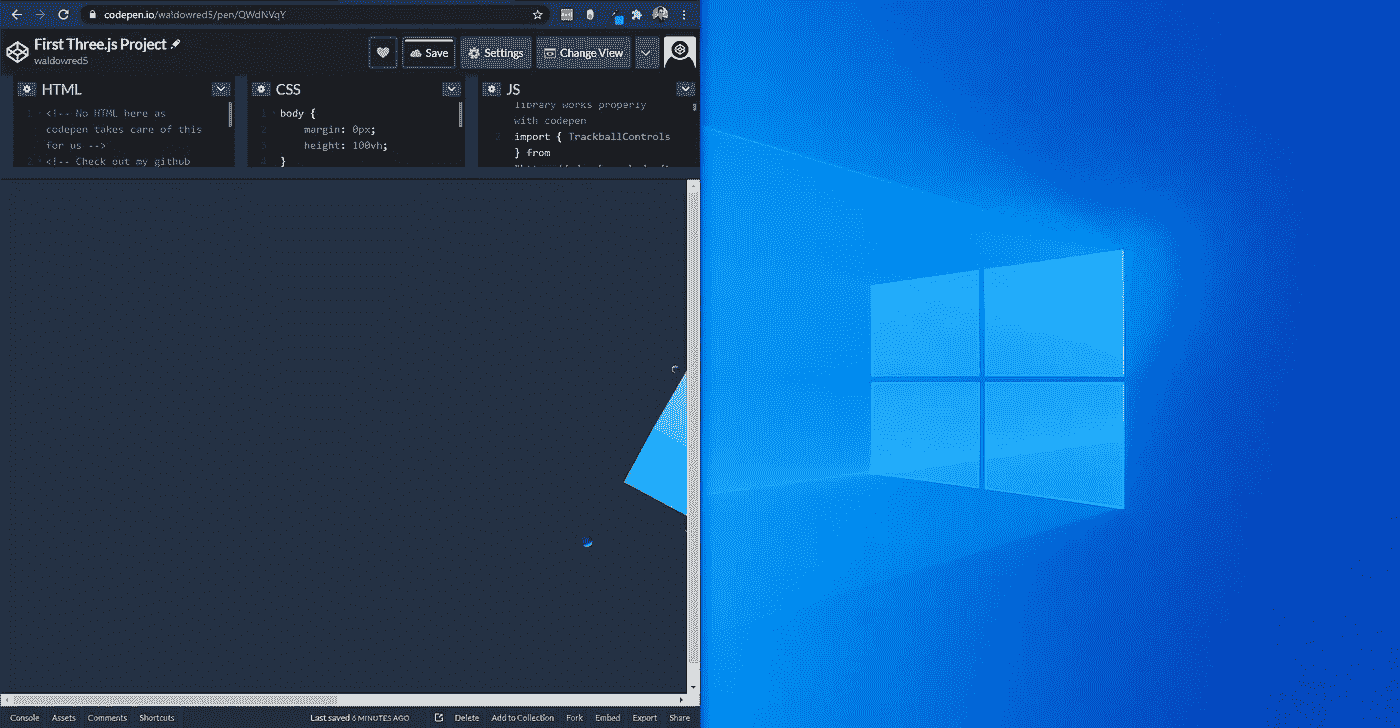 codepen.io/waldowred5/pen/QWdNVqY
First Three.js Project
waldowred5
Save
Settings
Change View
HTML
1 <!-- No HTML here as
codepen takes care of this
for us -->
2 <!-- Check out my github
CSS
1 body {
2 margin: 0px;
3 height: 100vh;
4 }
JS
library works properly
with codepen
2 import { TrackballControls
} from
Console Assets Comments Shortcuts Last saved 6 MINUTES AGO Delete Add to Collection Fork Embed Export Share